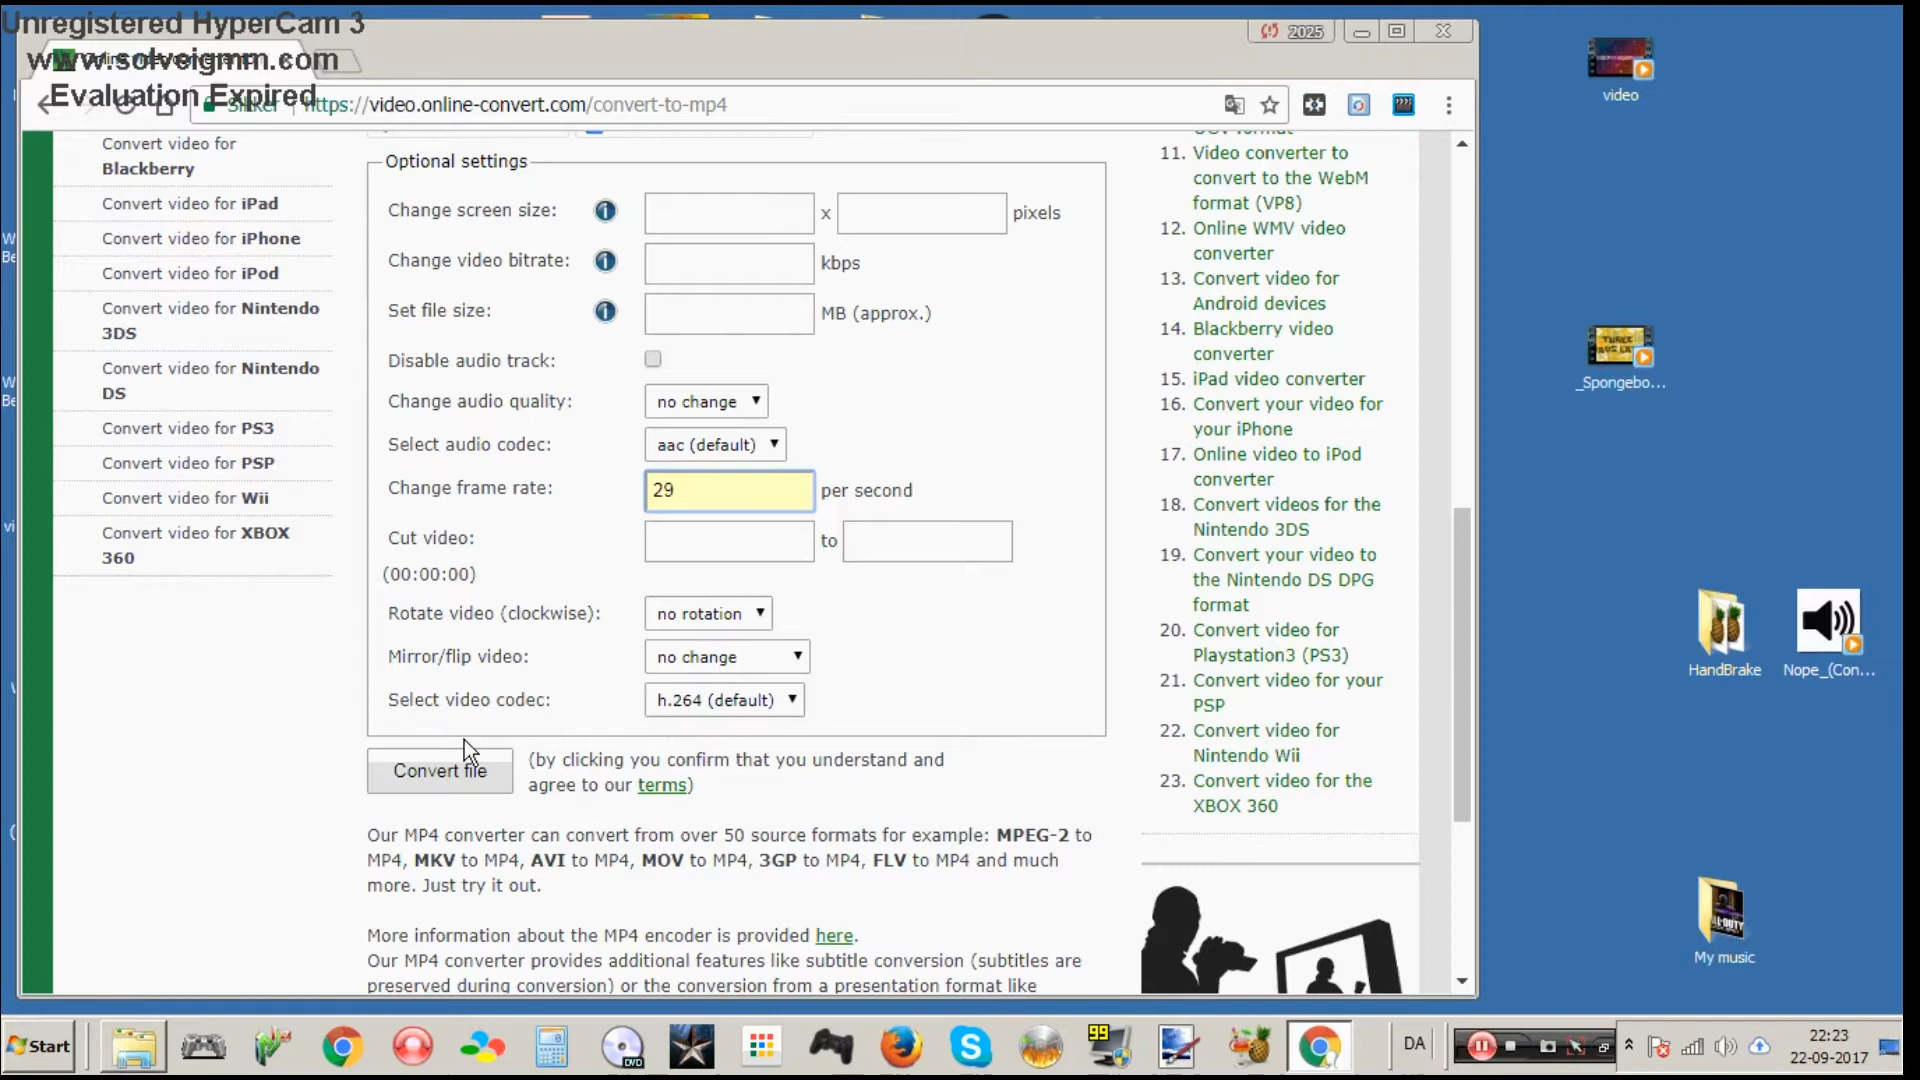 Unregistered HyperCam 3
www.solveigmm.com
Evaluation Expired
2025
Sikker
https://video.online-convert.com/convert-to-mp4
Convert video for
Blackberry
Convert video for iPad
Convert video for iPhone
Convert video for iPod
Convert video for Nintendo
3DS
Convert video for Nintendo
DS
Convert video for PS3
Convert video for PSP
Convert video for Wii
Convert video for XBOX
360
Optional settings
Change screen size:
x
pixels
Change video bitrate:
kbps
Set file size:
MB (approx.)
Disable audio track:
Change audio quality:
no change
Select audio codec:
aac (default)
Change frame rate:
29
per second
Cut video:
to
(00:00:00)
Rotate video (clockwise):
no rotation
Mirror/flip video:
no change
Select video codec:
h.264 (default)
Convert file
(by clicking you confirm that you understand and
agree to our terms)
Our MP4 converter can convert from over 50 source formats for example: MPEG-2 to
MP4, MKV to MP4, AVI to MP4, MOV to MP4, 3GP to MP4, FLV to MP4 and much
more. Just try it out.
More information about the MP4 encoder is provided here.
Our MP4 converter provides additional features like subtitle conversion (subtitles are
preserved during conversion) or the conversion from a presentation format like
11. Video converter to
convert to the WebM
format (VP8)
12. Online WMV video
converter
13. Convert video for
Android devices
14. Blackberry video
converter
15. iPad video converter
16. Convert your video for
your iPhone
17. Online video to iPod
converter
18. Convert videos for the
Nintendo 3DS
19. Convert your video to
the Nintendo DS DPG
format
20. Convert video for
Playstation3 (PS3)
21. Convert video for your
PSP
22. Convert video for
Nintendo Wii
23. Convert video for the
XBOX 360
video
_Spongebo...
HandBrake
Nope_(Con...
My music
Start
DVD
99
DA
22:23
22-09-2017